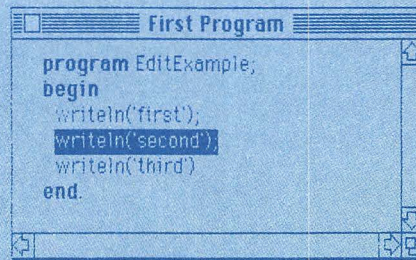 First Program
program EditExample;
begin
writeln('first');
writeln('second');
writeln('third')
end.